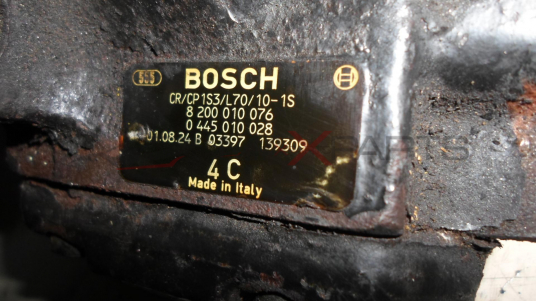 555 BOSCH
CR/CP1S3/L70/10-1S
8 200 010 076
0 445 010 028
01.08.24 B 03397 139309
4 C
Made in Italy